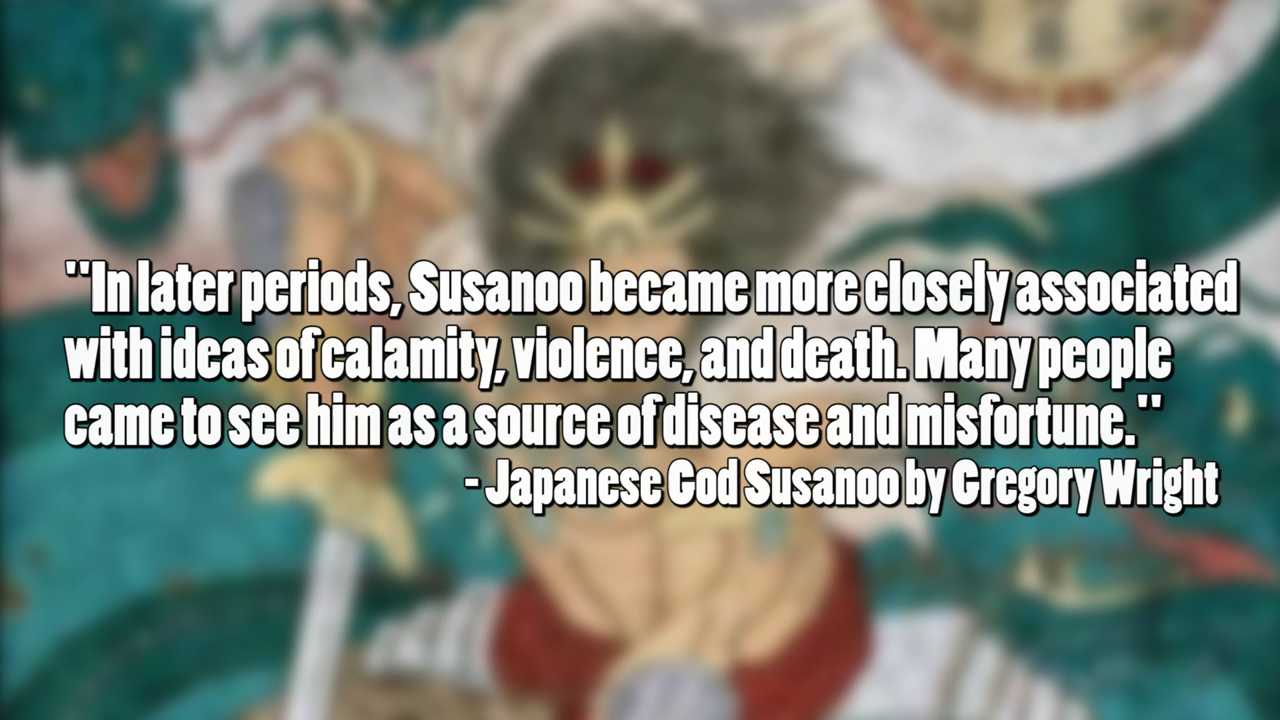 "In later periods, Susanoo became more closely associated
with ideas of calamity, violence, and death. Many people
came to see him as a source of disease and misfortune."
- Japanese God Susanoo by Gregory Wright